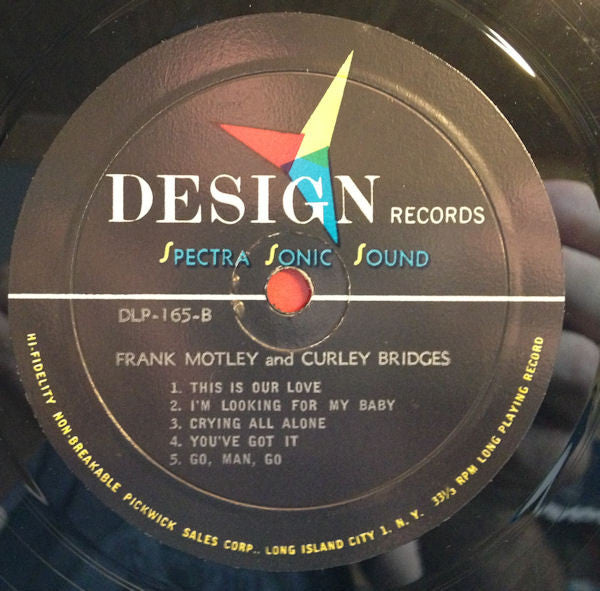 DESIGN RECORDS
SPECTRA SONIC SOUND
DLP-165-B
FRANK MOTLEY and CURLEY BRIDGES
1. THIS IS OUR LOVE
2. I'M LOOKING FOR MY BABY
3. CRYING ALL ALONE
4. YOU'VE GOT IT
5. GO, MAN, GO
HI-FIDELITY NON-BREAKABLE PICKWICK SALES CORP., LONG ISLAND CITY 1, N. Y. 33⅓ RPM LONG PLAYING RECORD